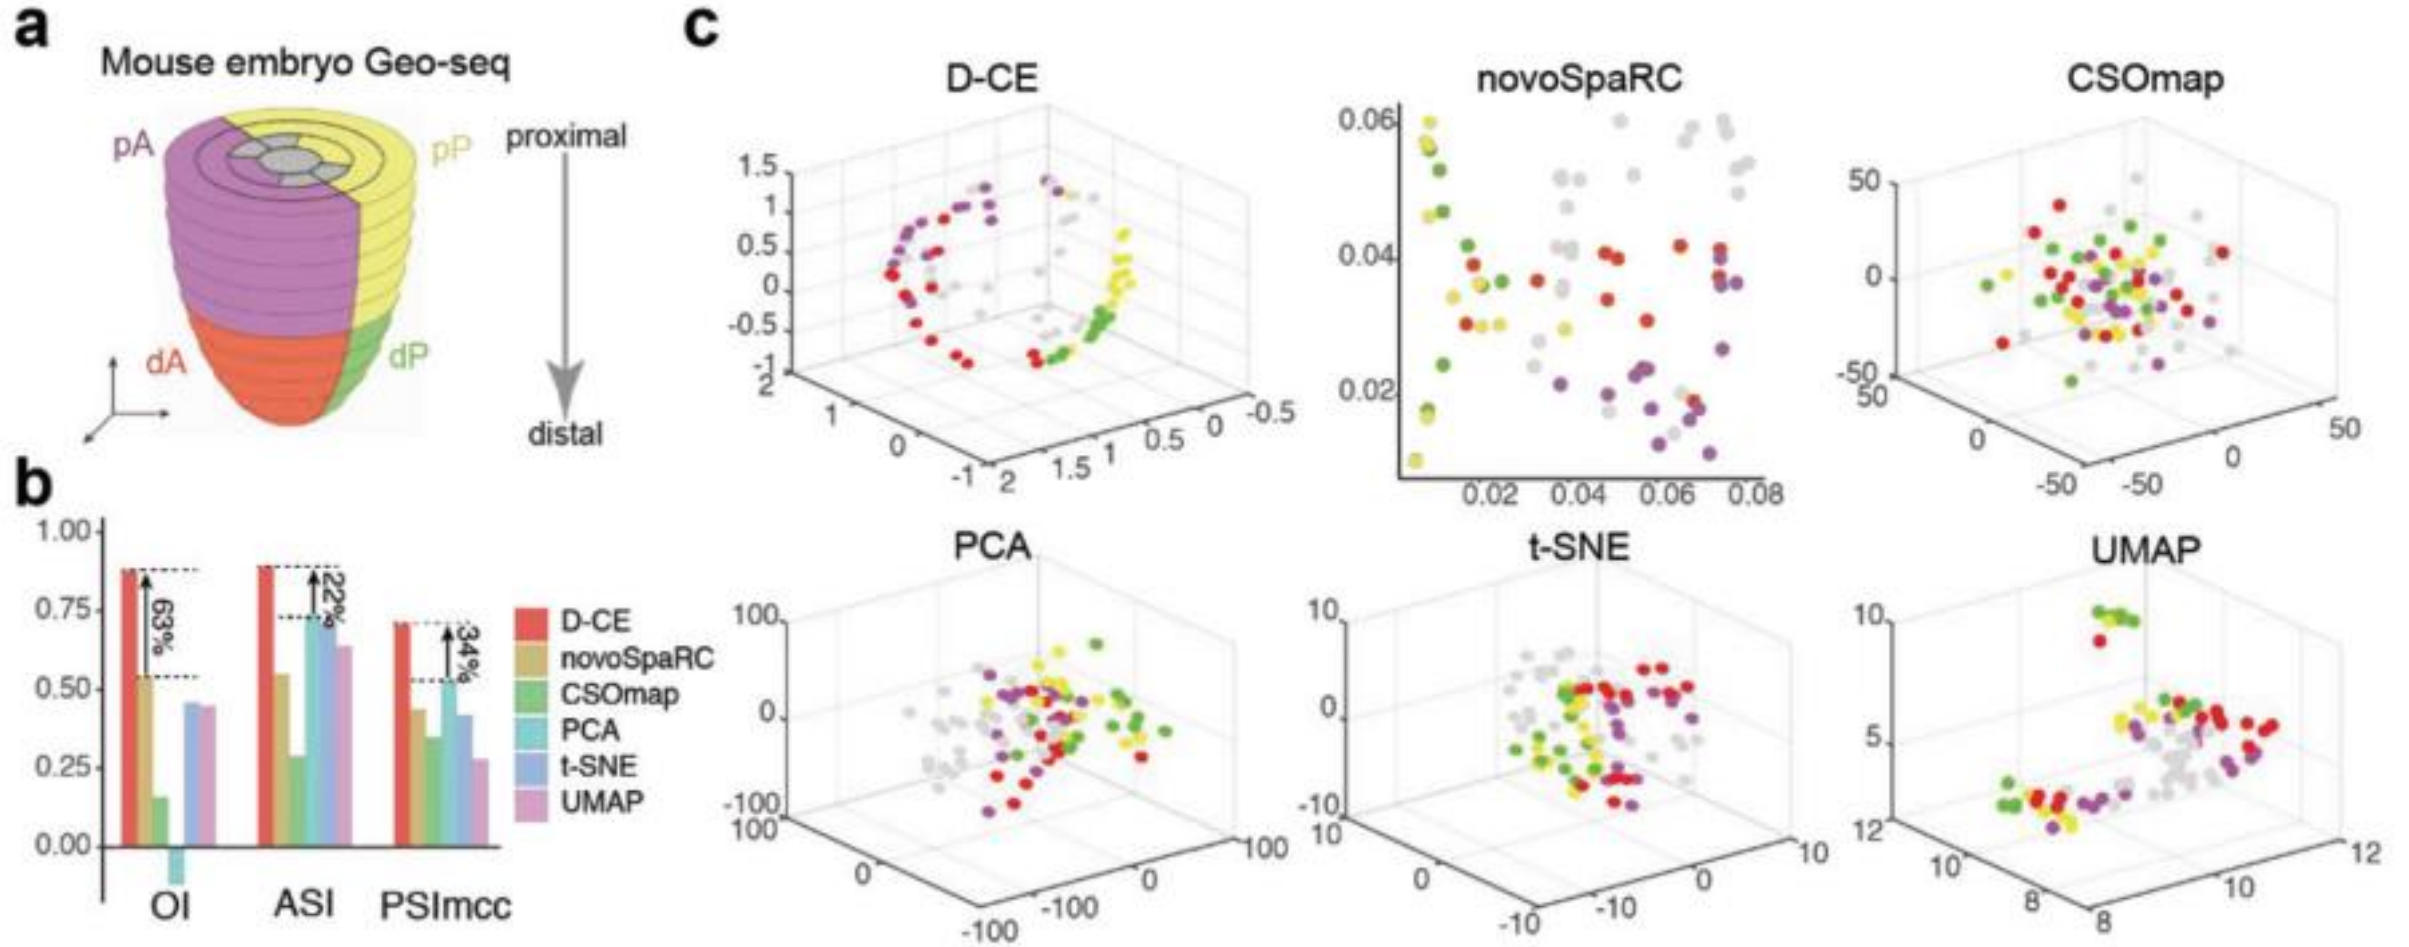 a
Mouse embryo Geo-seq
pA
pP
dA
dP
proximal
distal
b
1.00
0.75
0.50
0.25
0.00
63%
22%
34%
OI
ASI
PSImcc
D-CE
novoSpaRC
CSOmap
PCA
t-SNE
UMAP
c
D-CE
1.5
1
0.5
0
-0.5
-1
2
1
0
-1
2
1.5
1
0.5
0
-0.5
novoSpaRC
0.06
0.04
0.02
0.02
0.04
0.06
0.08
CSOmap
50
0
-50
50
0
-50
-50
0
50
PCA
100
0
-100
100
0
-100
-100
0
100
t-SNE
10
0
-10
10
0
-10
-10
0
10
UMAP
10
5
12
10
8
8
10
12